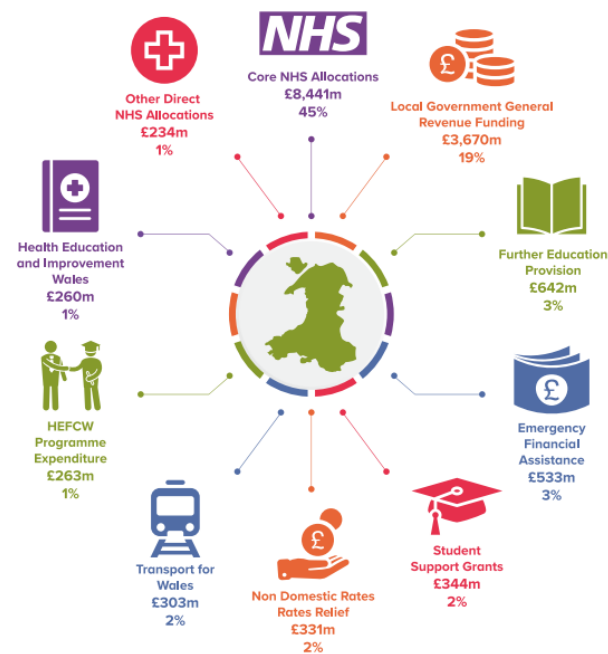 NHS
Core NHS Allocations
£8,441m
45%
£
Local Government General
Revenue Funding
£3,670m
19%
Further Education
Provision
£642m
3%
£
Emergency
Financial
Assistance
£533m
3%
Student
Support Grants
£344m
2%
£
Non Domestic Rates
Rates Relief
£331m
2%
Transport for
Wales
£303m
2%
HEFCW
Programme
Expenditure
£263m
1%
Health Education
and Improvement
Wales
£260m
1%
Other Direct
NHS Allocations
£234m
1%